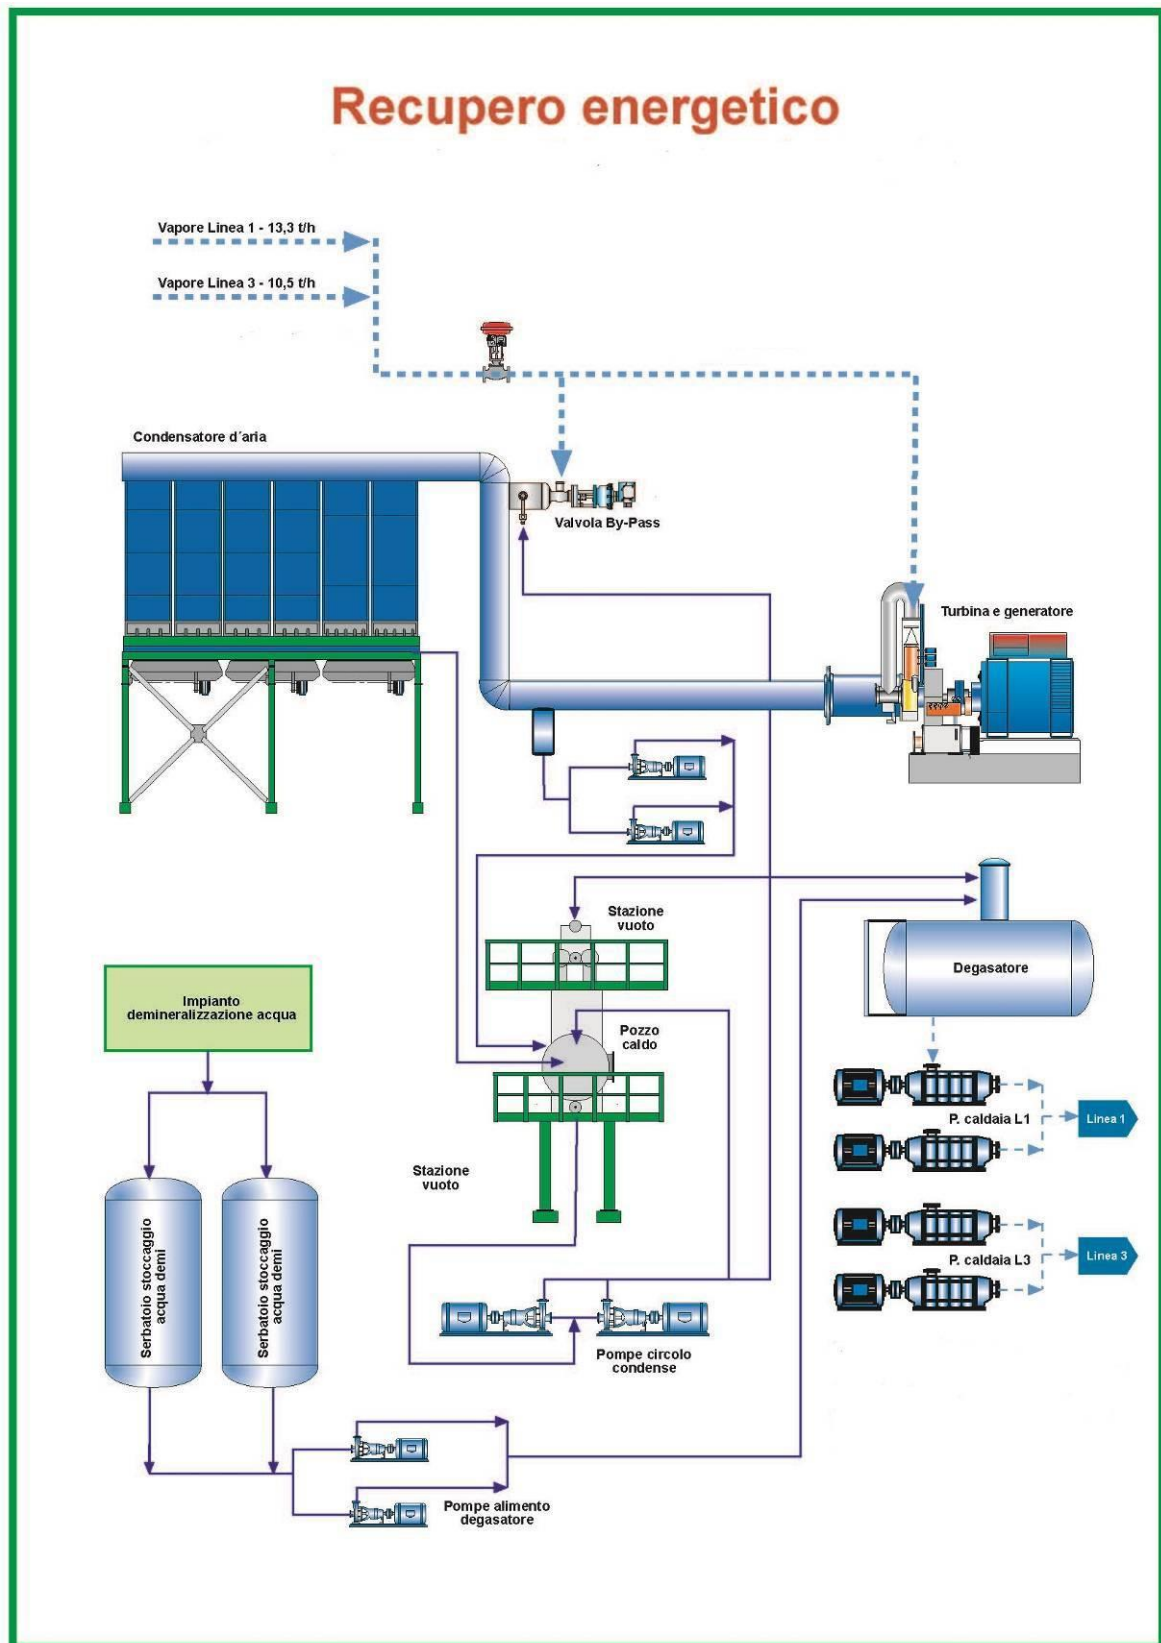 Recupero energetico
Vapore Linea 1 - 13,3 t/h
Vapore Linea 3 - 10,5 t/h
Condensatore d´aria
Valvola By-Pass
Turbina e generatore
Stazione
vuoto
Degasatore
Impianto
demineralizzazione acqua
Pozzo
caldo
P. caldaia L1
Linea 1
Stazione
vuoto
Serbatoio stoccaggio
acqua demi
Serbatoio stoccaggio
acqua demi
P. caldaia L3
Linea 3
Pompe circolo
condense
Pompe alimento
degasatore